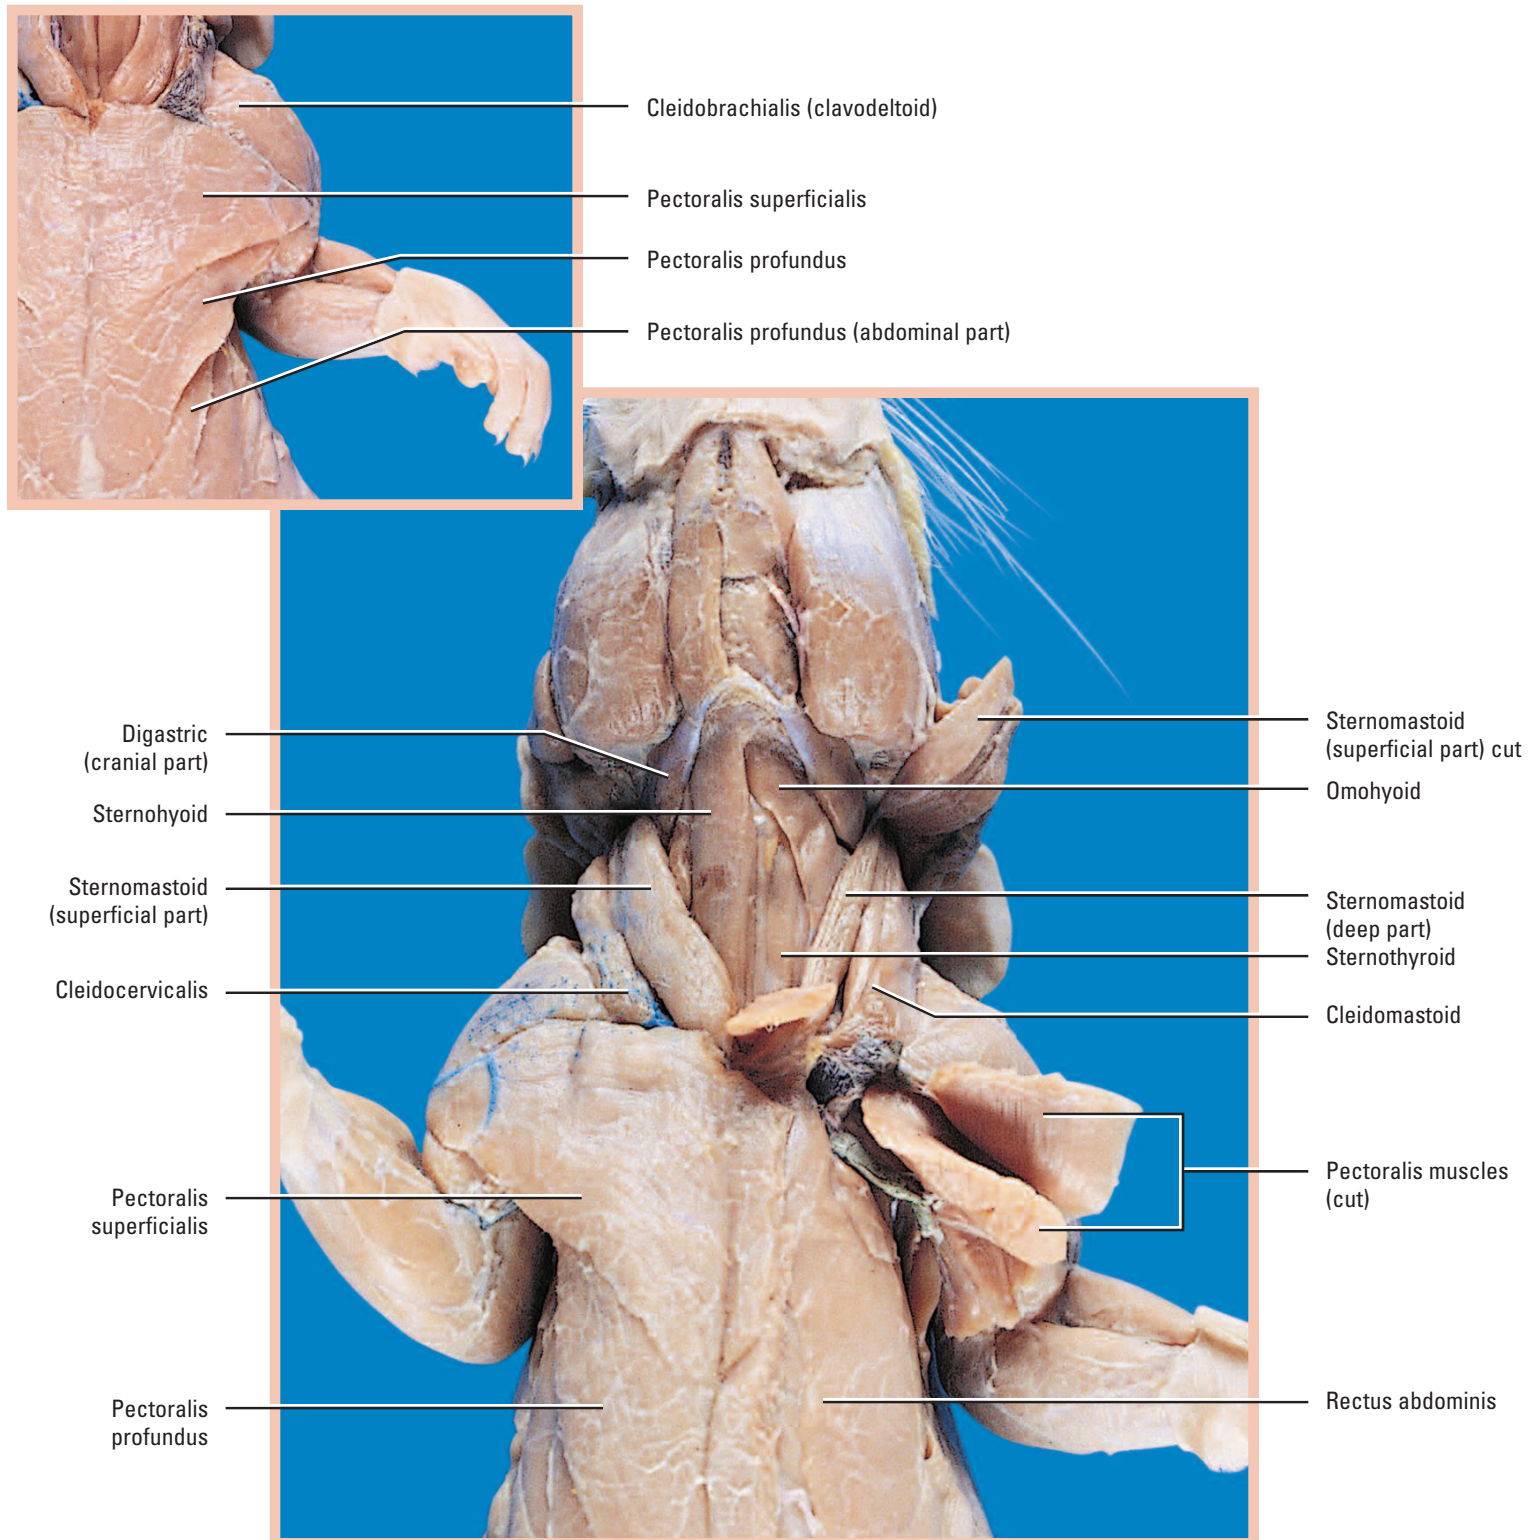 Cleidobrachialis (clavodeltoid)
Pectoralis superficialis
Pectoralis profundus
Pectoralis profundus (abdominal part)
Digastric
(cranial part)
Sternohyoid
Sternomastoid
(superficial part)
Cleidocervicalis
Pectoralis
superficialis
Pectoralis
profundus
Sternomastoid
(superficial part) cut
Omohyoid
Sternomastoid
(deep part)
Sternothyroid
Cleidomastoid
Pectoralis muscles
(cut)
Rectus abdominis